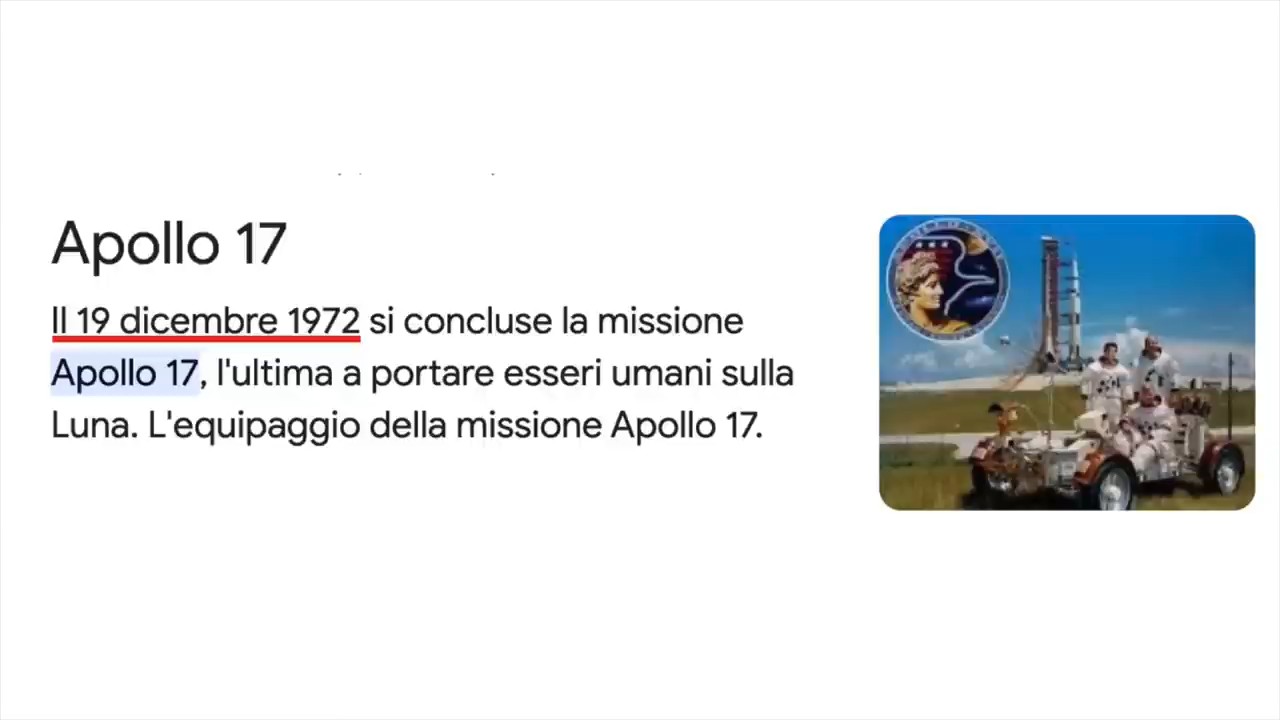 Apollo 17
Il 19 dicembre 1972 si concluse la missione
Apollo 17, l'ultima a portare esseri umani sulla
Luna. L'equipaggio della missione Apollo 17.